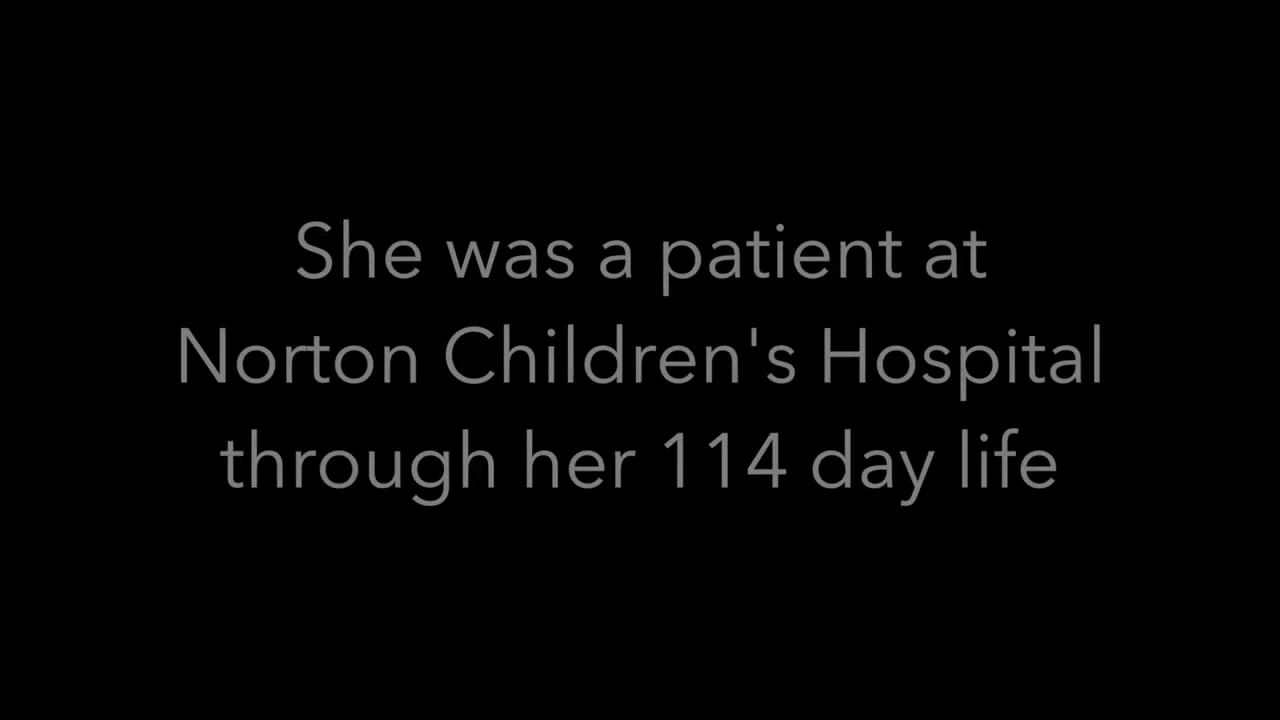 She was a patient at
Norton Children's Hospital
through her 114 day life